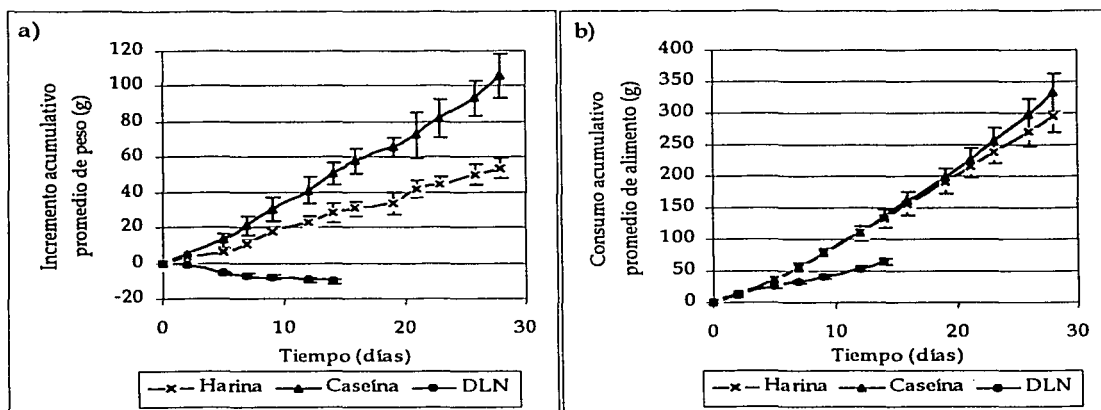 a)
Incremento acumulativo
promedio de peso (g)
120
100
80
60
40
20
0
-20
0
10
20
30
Tiempo (días)
Harina
Caseína
DLN
b)
Consumo acumulativo
promedio de alimento (g)
400
350
300
250
200
150
100
50
0
0
10
20
30
Tiempo (días)
Harina
Caseína
DLN